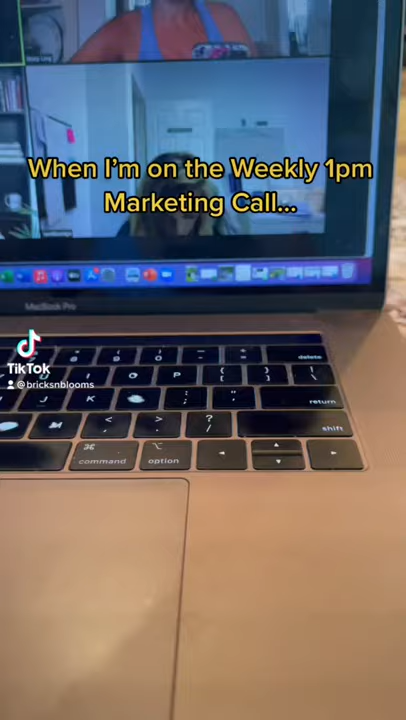 When I'm on the Weekly 1pm
Marketing Call...
MacBook Pro
TikTok
@bricksnblooms
delete
O
P
{
[
}
]
|
\
J
K
:
;
"
'
return
<
,
>
.
?
/
shift
⌘
command
⌥
option